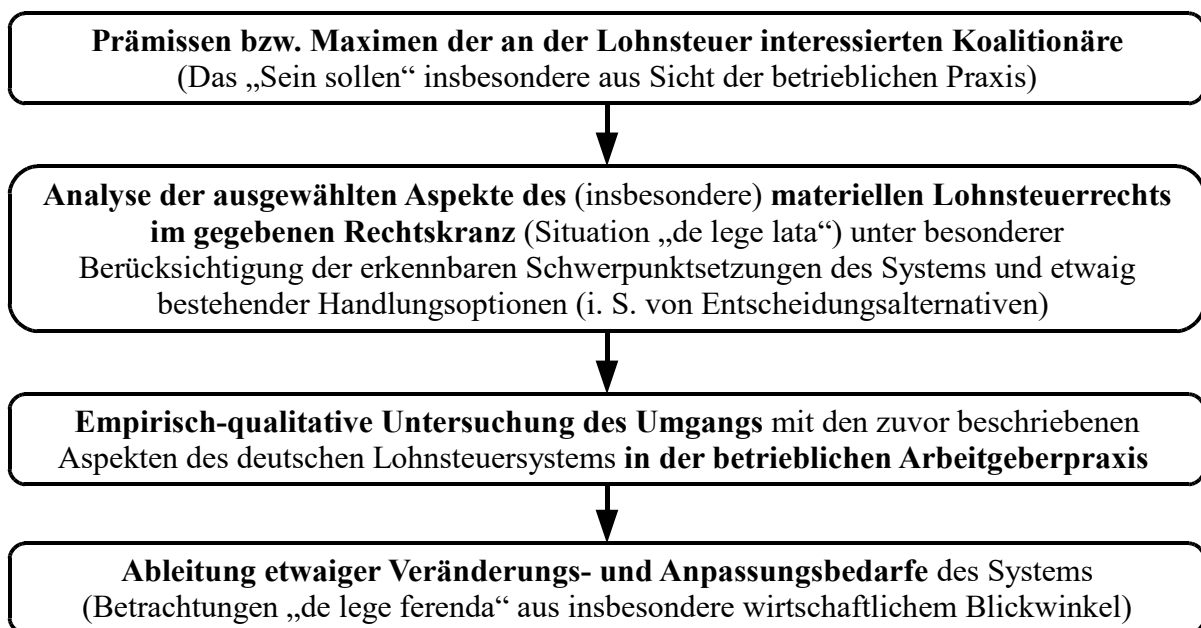 Prämissen bzw. Maximen der an der Lohnsteuer interessierten Koalitionäre
(Das „Sein sollen“ insbesondere aus Sicht der betrieblichen Praxis)
Analyse der ausgewählten Aspekte des (insbesondere) materiellen Lohnsteuerrechts
im gegebenen Rechtskranz (Situation „de lege lata“) unter besonderer
Berücksichtigung der erkennbaren Schwerpunktsetzungen des Systems und etwaig
bestehender Handlungsoptionen (i. S. von Entscheidungsalternativen)
Empirisch-qualitative Untersuchung des Umgangs mit den zuvor beschriebenen
Aspekten des deutschen Lohnsteuersystems in der betrieblichen Arbeitgeberpraxis
Ableitung etwaiger Veränderungs- und Anpassungsbedarfe des Systems
(Betrachtungen „de lege ferenda“ aus insbesondere wirtschaftlichem Blickwinkel)